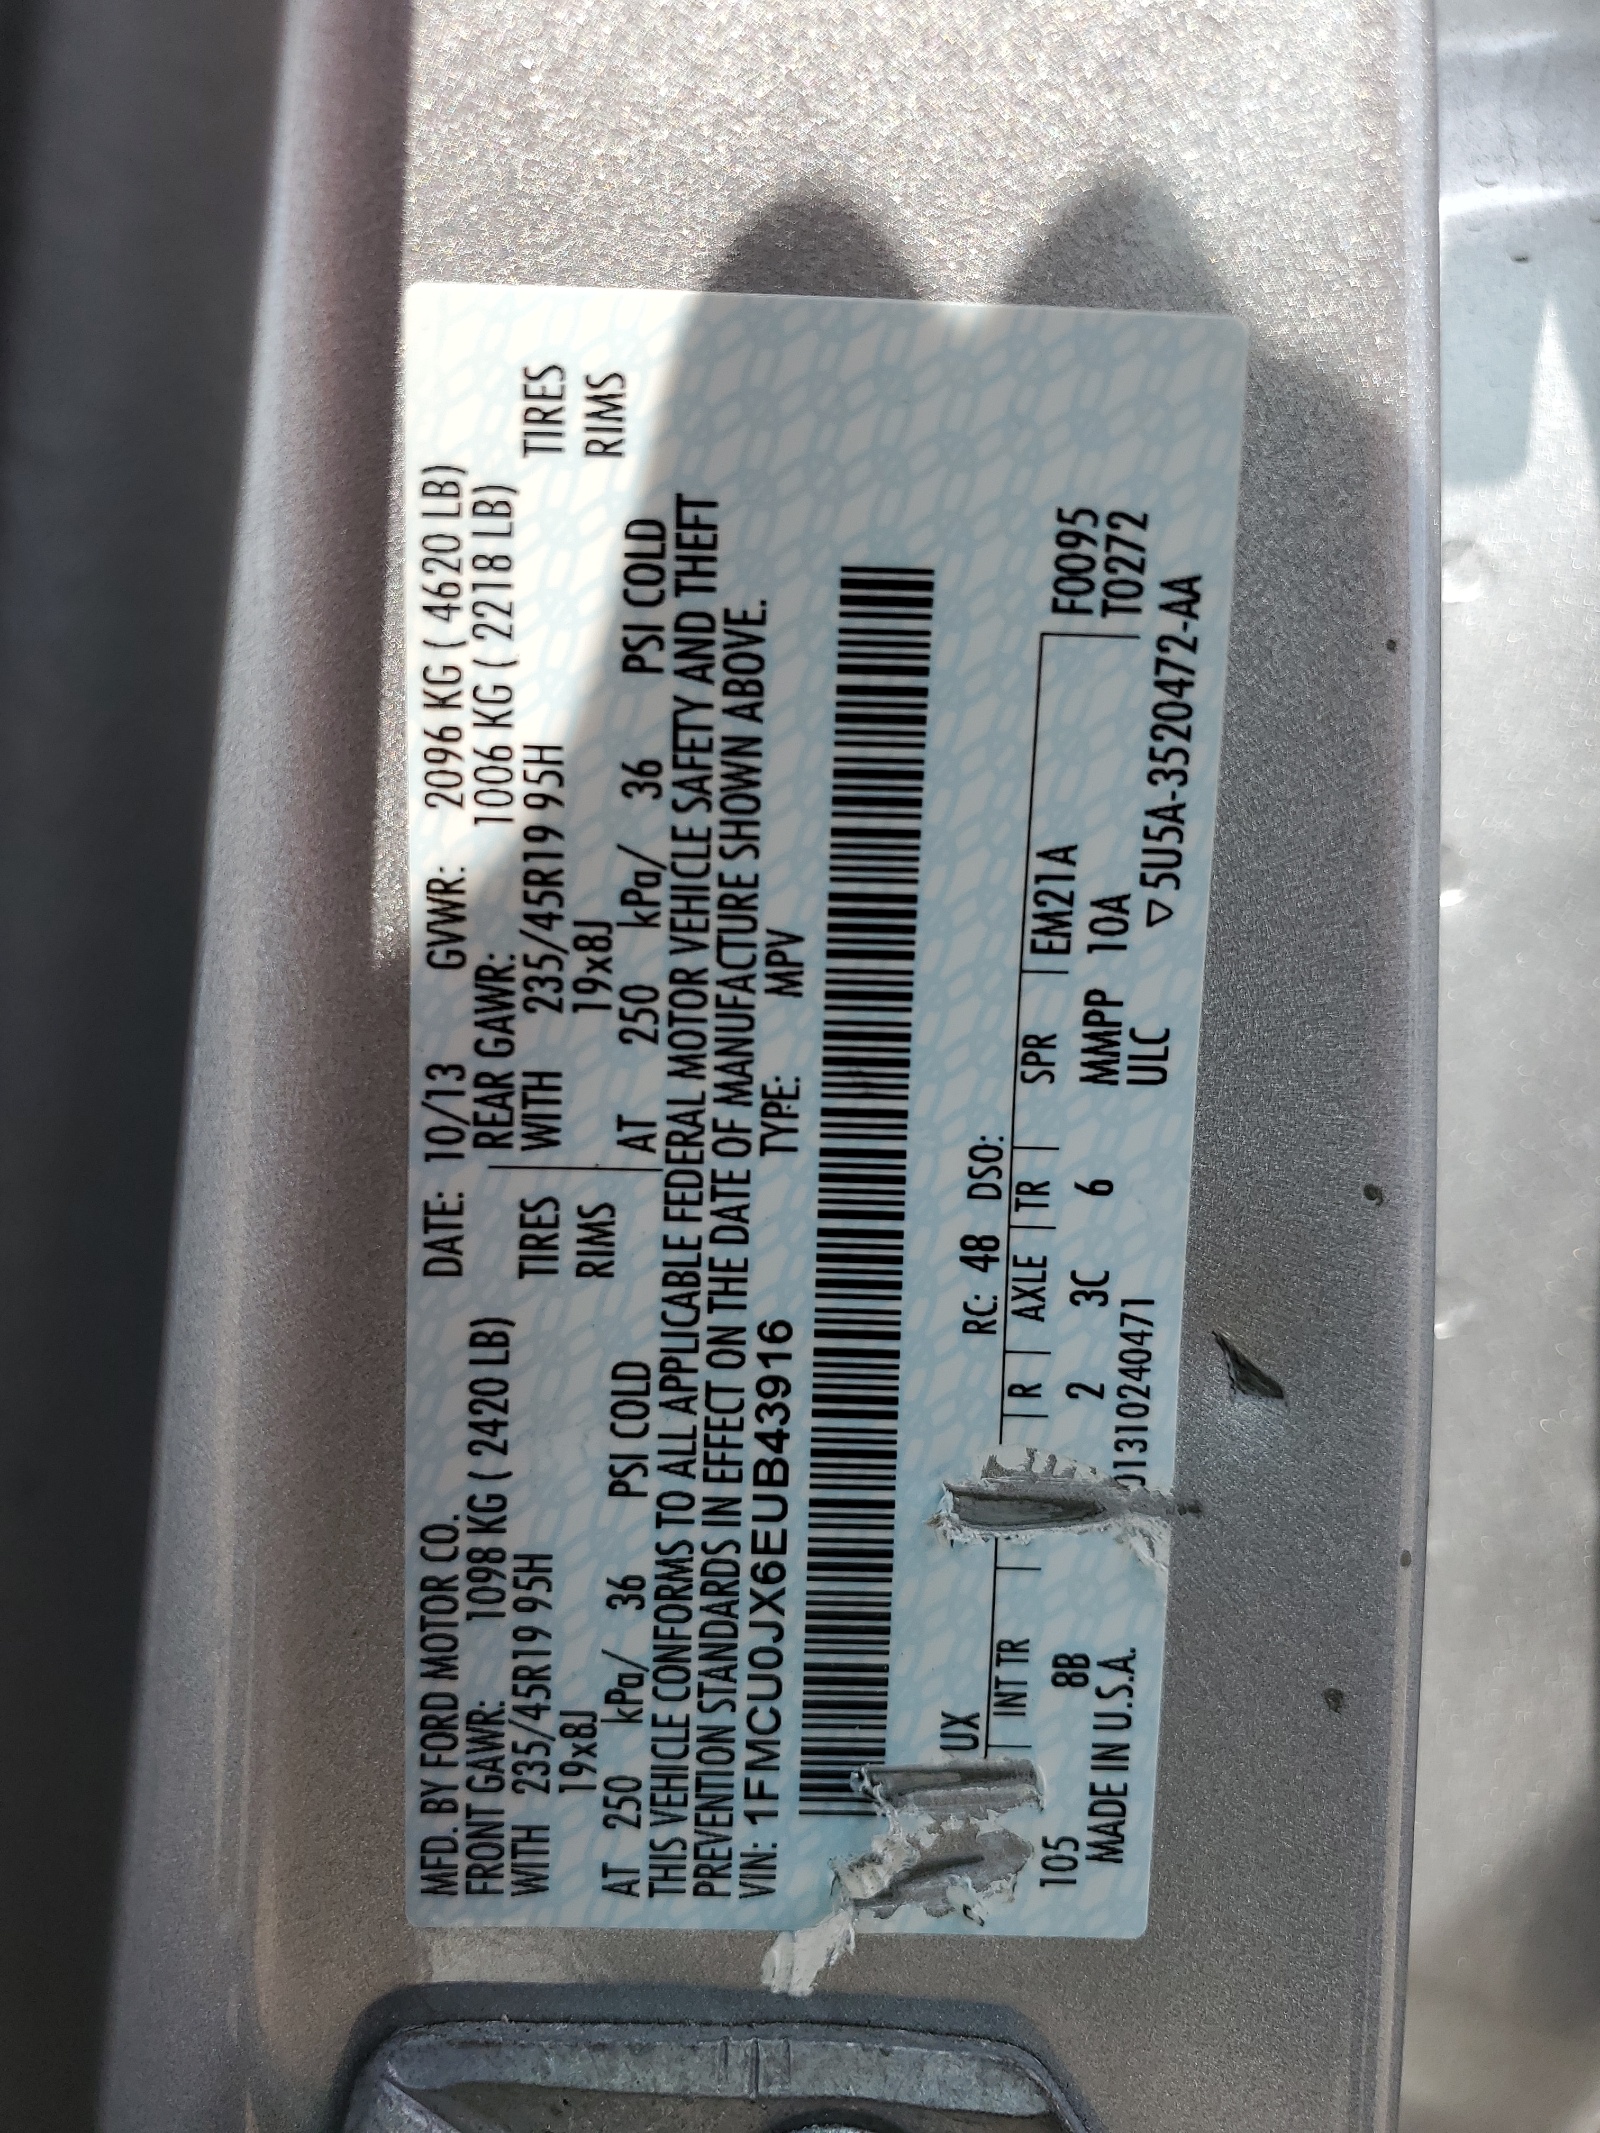 MFD. BY FORD MOTOR CO. DATE: 10/13 GVWR: 2096 KG ( 4620 LB)
FRONT GAWR: 1098 KG ( 2420 LB) REAR GAWR: 1006 KG ( 2218 LB)
WITH 235/45R19 95H TIRES WITH 235/45R19 95H TIRES
19x8J RIMS 19x8J RIMS
AT 250 kPa/ 36 PSI COLD AT 250 kPa/ 36 PSI COLD
THIS VEHICLE CONFORMS TO ALL APPLICABLE FEDERAL MOTOR VEHICLE SAFETY AND THEFT
PREVENTION STANDARDS IN EFFECT ON THE DATE OF MANUFACTURE SHOWN ABOVE.
VIN: 1FMCU0JX6EUB43916 TYPE: MPV
UX RC: 48 DSO:
INT TR R AXLE TR SPR EM21A F0095
105 8B 2 3C 6 MMPP 10A T0272
MADE IN U.S.A. 01310240471 ULC
▽5U5A-3520472-AA